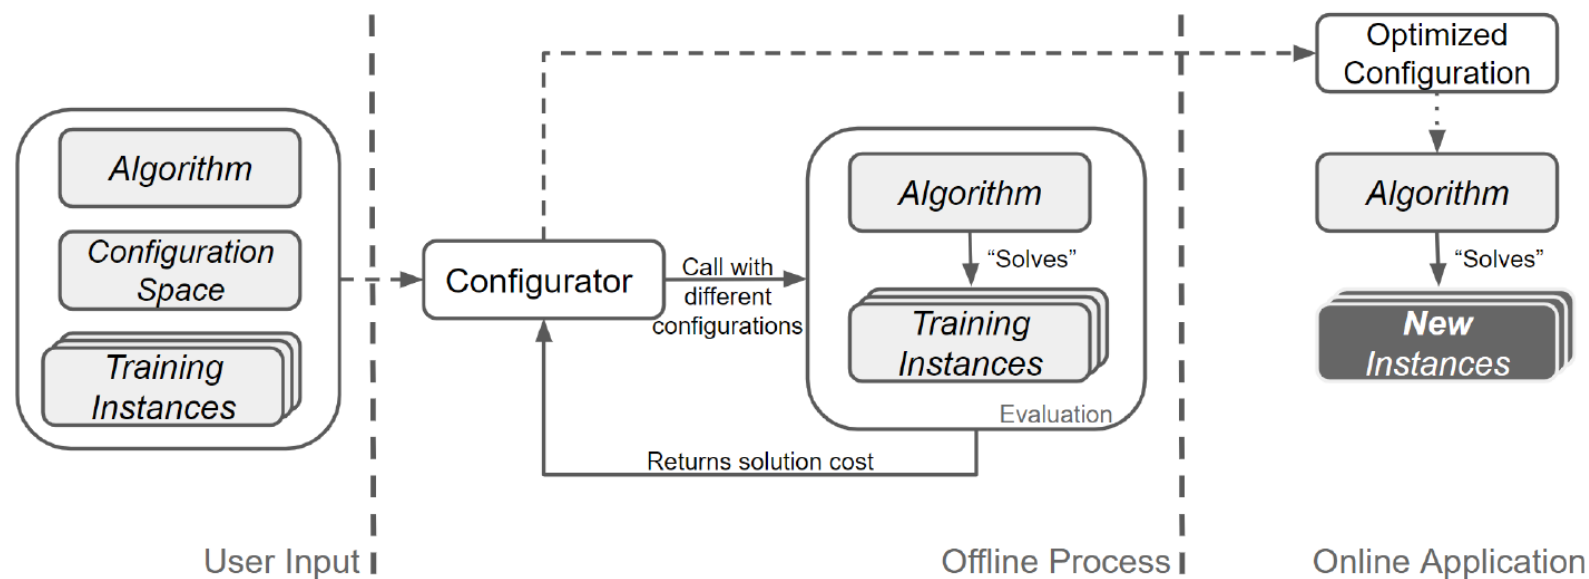 Algorithm
Configuration
Space
Training
Instances
User Input
Configurator
Call with
different
configurations
Algorithm
“Solves”
Training
Instances
Evaluation
Returns solution cost
Offline Process
Optimized
Configuration
Algorithm
“Solves”
New
Instances
Online Application